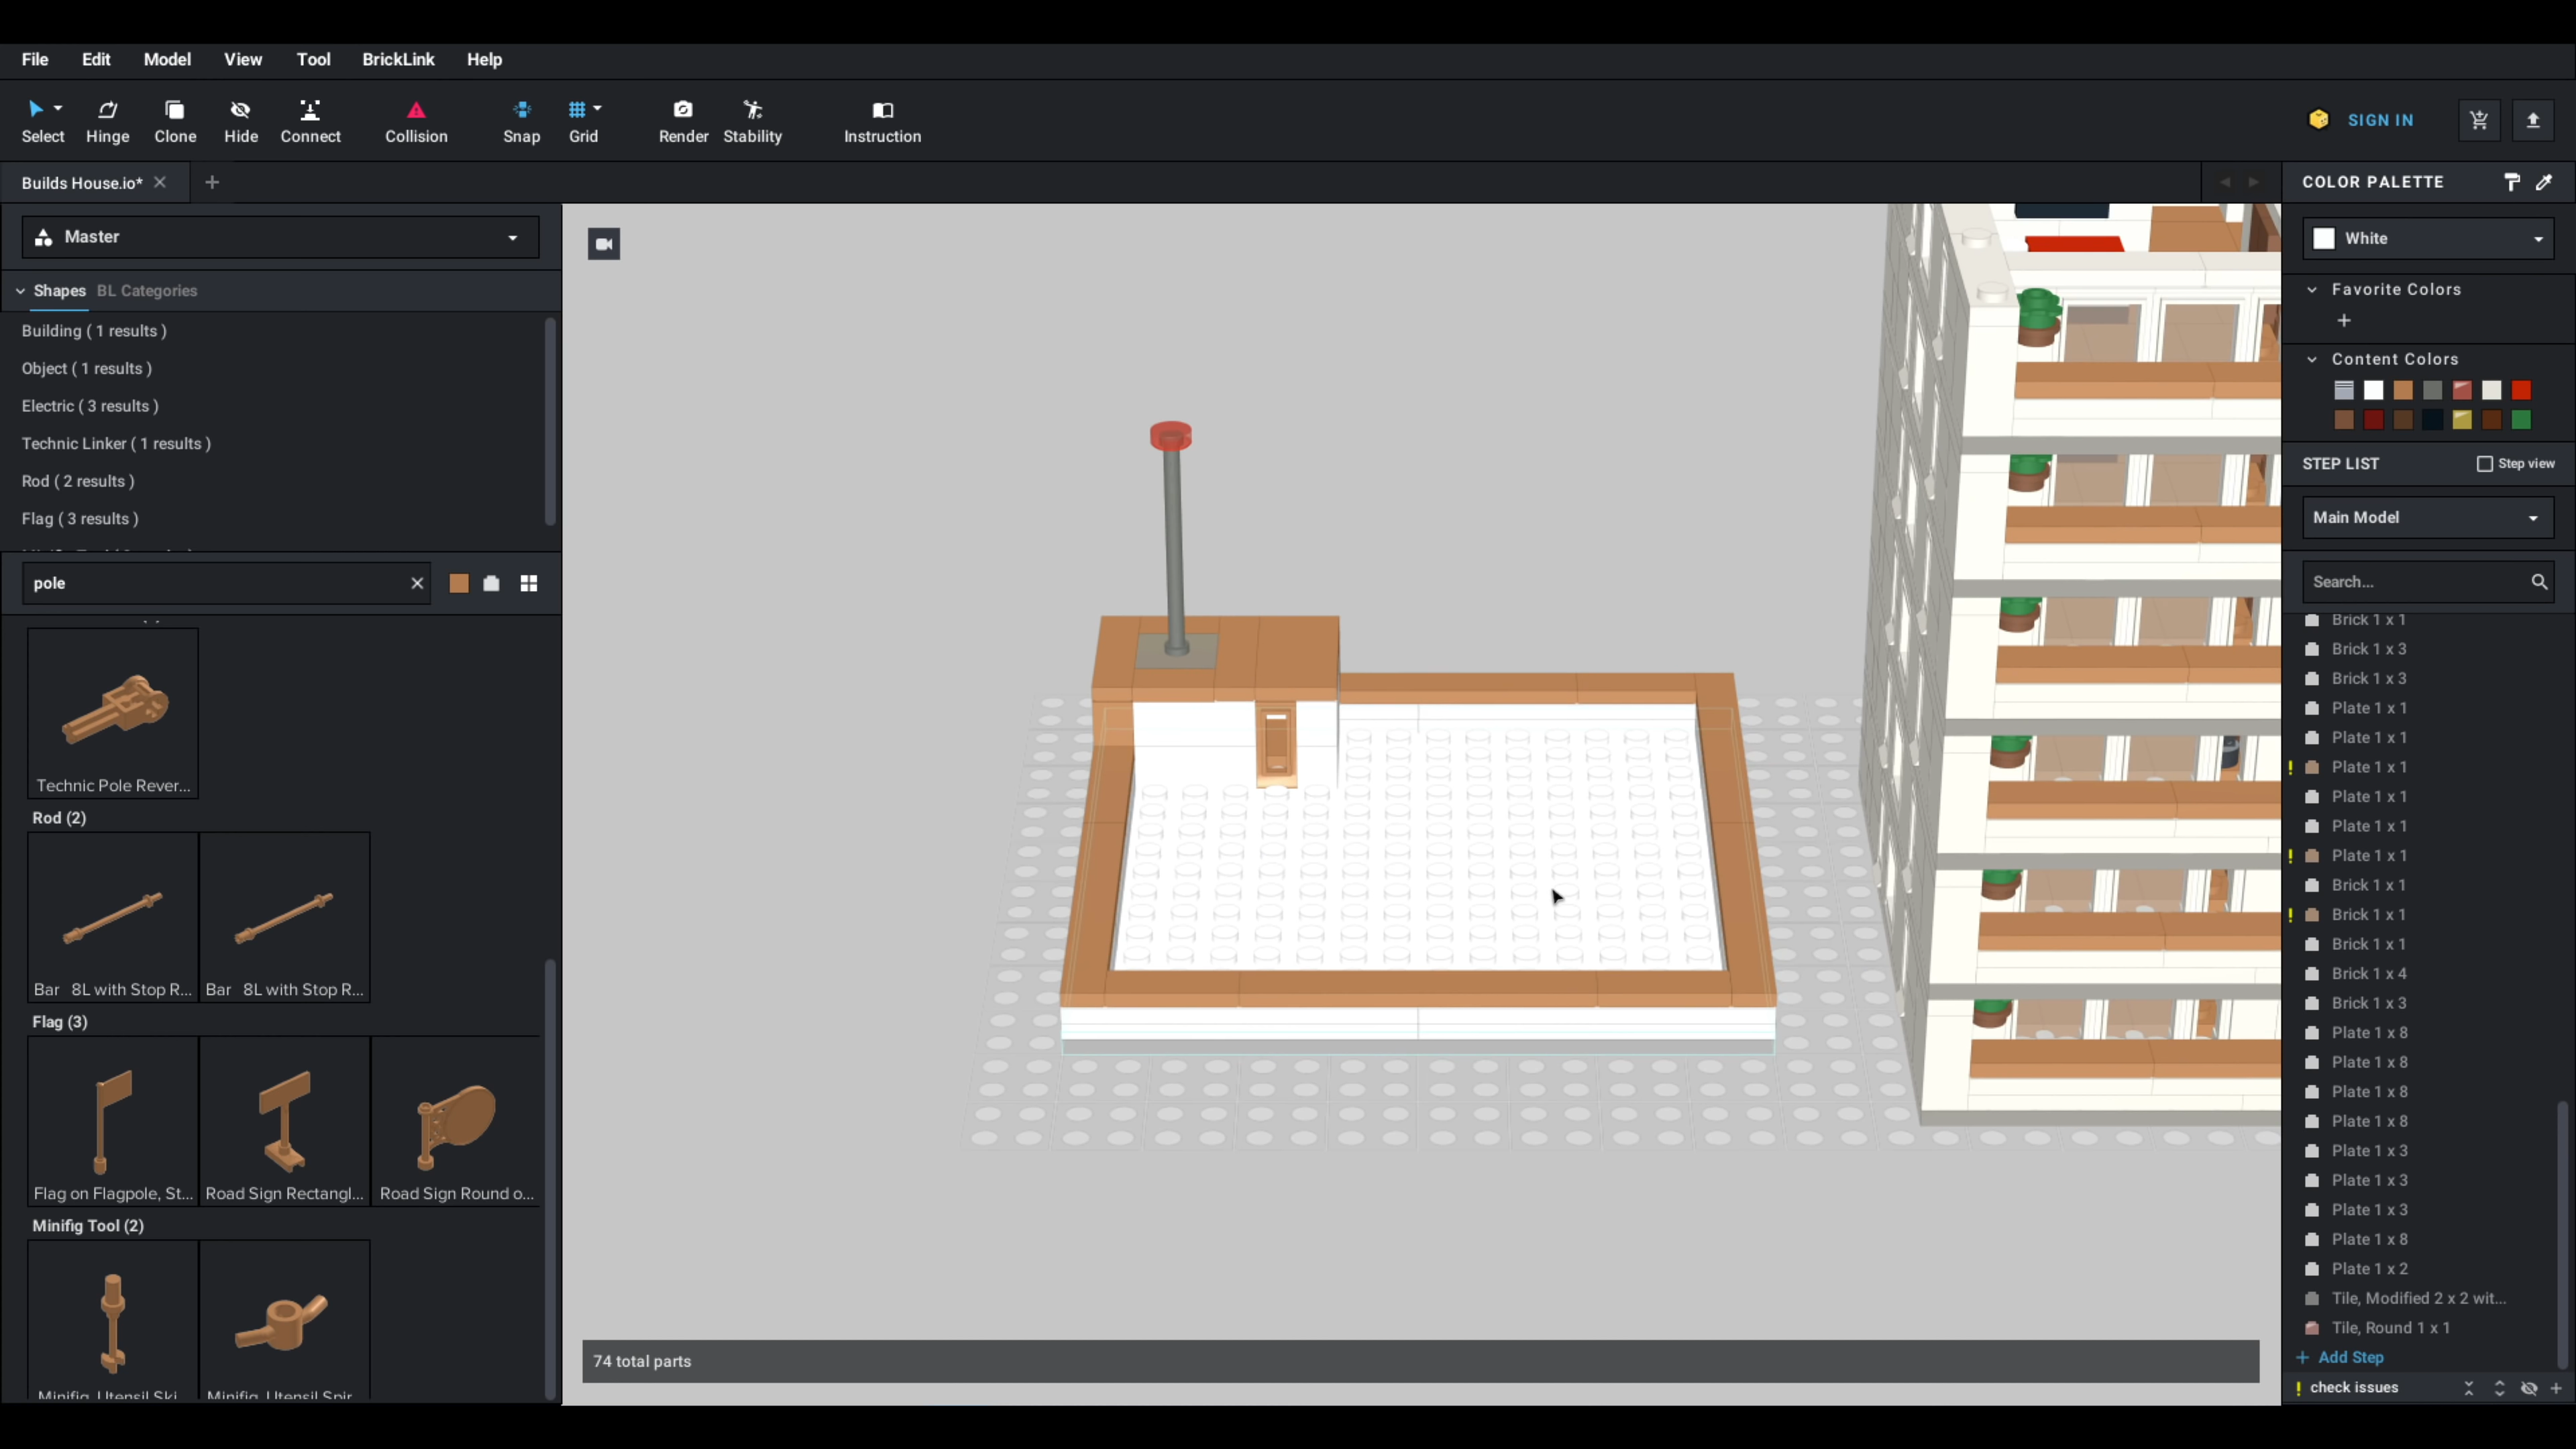 File Edit Model View Tool BrickLink Help
Select Hinge Clone Hide Connect Collision Snap Grid Render Stability Instruction
SIGN IN
Builds House.io*
Master
Shapes BL Categories
Building ( 1 results )
Object ( 1 results )
Electric ( 3 results )
Technic Linker ( 1 results )
Rod ( 2 results )
Flag ( 3 results )
pole
Technic Pole Rever...
Rod (2)
Bar 8L with Stop R... Bar 8L with Stop R...
Flag (3)
Flag on Flagpole, St... Road Sign Rectangl... Road Sign Round o...
Minifig Tool (2)
Minifig, Utensil Ski... Minifig, Utensil Spir...
74 total parts
COLOR PALETTE
White
Favorite Colors
Content Colors
STEP LIST Step view
Main Model
Search...
Brick 1 x 1
Brick 1 x 3
Brick 1 x 3
Plate 1 x 1
Plate 1 x 1
Plate 1 x 1
Plate 1 x 1
Plate 1 x 1
Plate 1 x 1
Brick 1 x 1
Brick 1 x 1
Brick 1 x 1
Brick 1 x 4
Brick 1 x 3
Plate 1 x 8
Plate 1 x 8
Plate 1 x 8
Plate 1 x 8
Plate 1 x 3
Plate 1 x 3
Plate 1 x 3
Plate 1 x 8
Plate 1 x 2
Tile, Modified 2 x 2 wit...
Tile, Round 1 x 1
+ Add Step
! check issues